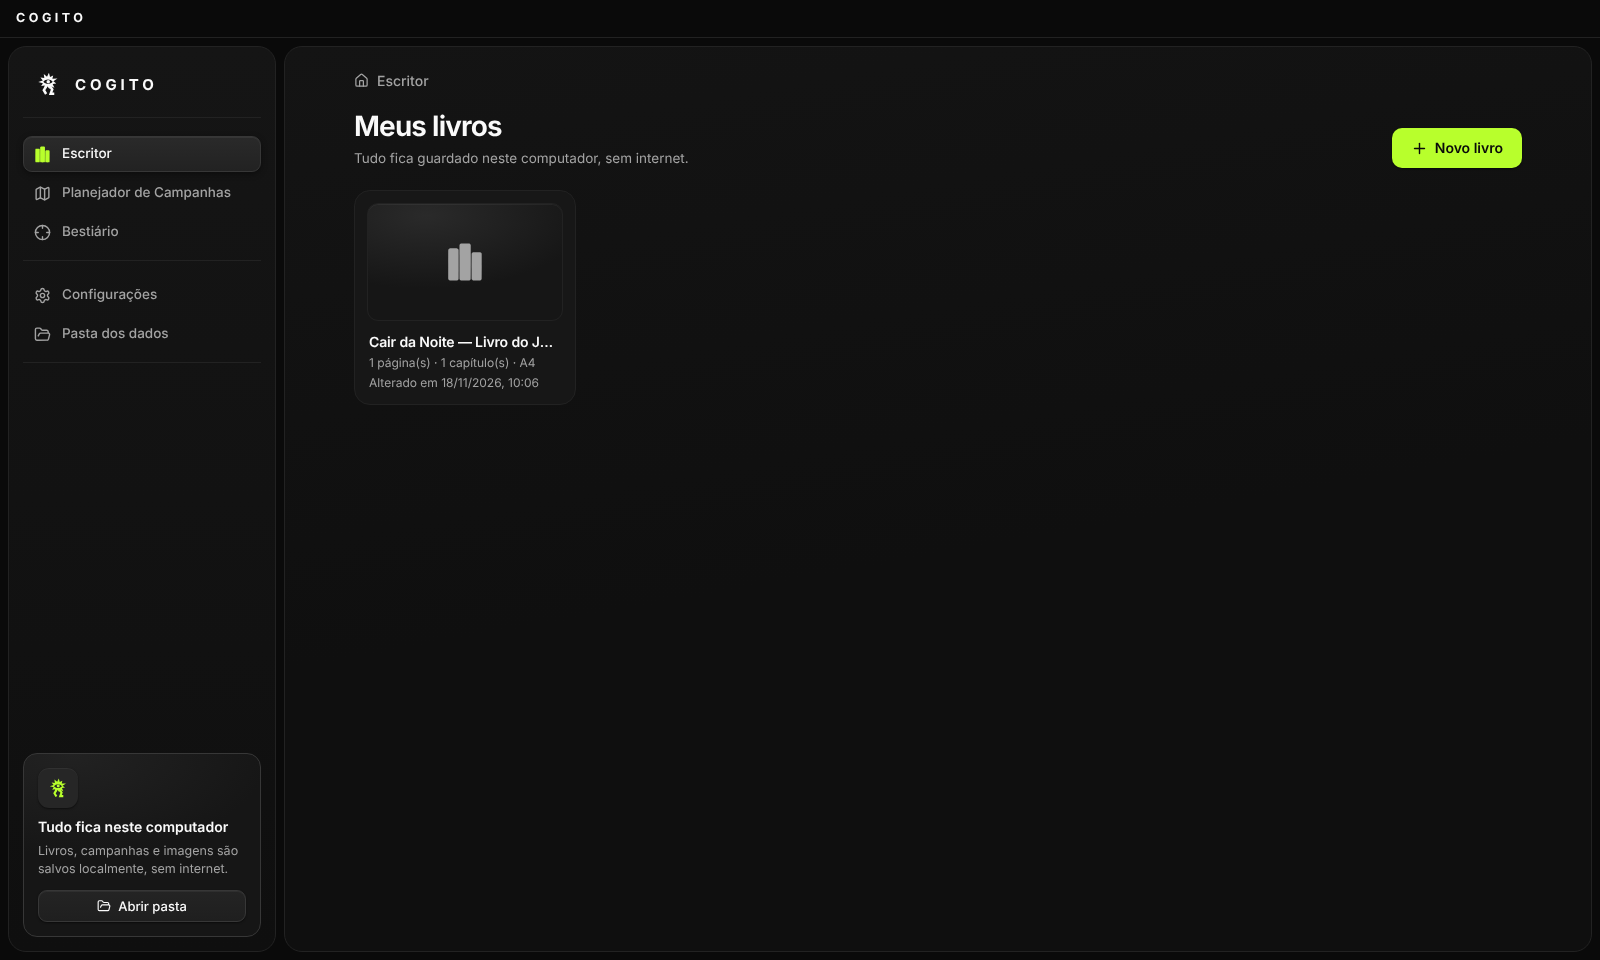 COGITO
COGITO
Escritor
Planejador de Campanhas
Bestiário
Configurações
Pasta dos dados
Tudo fica neste computador
Livros, campanhas e imagens são
salvos localmente, sem internet.
Abrir pasta
Escritor
Meus livros
Tudo fica guardado neste computador, sem internet.
Novo livro
Cair da Noite — Livro do J...
1 página(s) · 1 capítulo(s) · A4
Alterado em 18/11/2026, 10:06